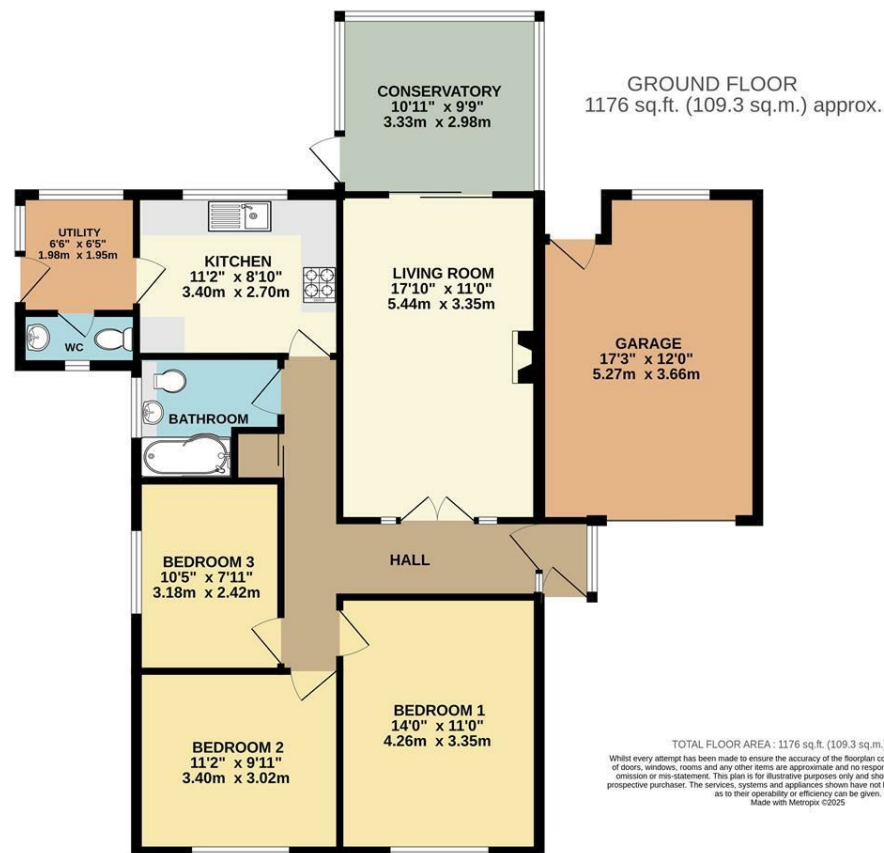 GROUND FLOOR
1176 sq.ft. (109.3 sq.m.) approx.
CONSERVATORY
10'11" x 9'9"
3.33m x 2.98m
UTILITY
6'6" x 6'5"
1.98m x 1.95m
KITCHEN
11'2" x 8'10"
3.40m x 2.70m
LIVING ROOM
17'10" x 11'0"
5.44m x 3.35m
GARAGE
17'3" x 12'0"
5.27m x 3.66m
WC
BATHROOM
HALL
BEDROOM 3
10'5" x 7'11"
3.18m x 2.42m
BEDROOM 1
14'0" x 11'0"
4.26m x 3.35m
BEDROOM 2
11'2" x 9'11"
3.40m x 3.02m
TOTAL FLOOR AREA : 1176 sq.ft. (109.3 sq.m.)
Whilst every attempt has been made to ensure the accuracy of the floorplan
of doors, windows, rooms and any other items are approximate and no
omission or mis-statement. This plan is for illustrative purposes only and
prospective purchaser. The services, systems and appliances shown have not
as to their operability or efficiency can be given.
Made with Metropix ©2025